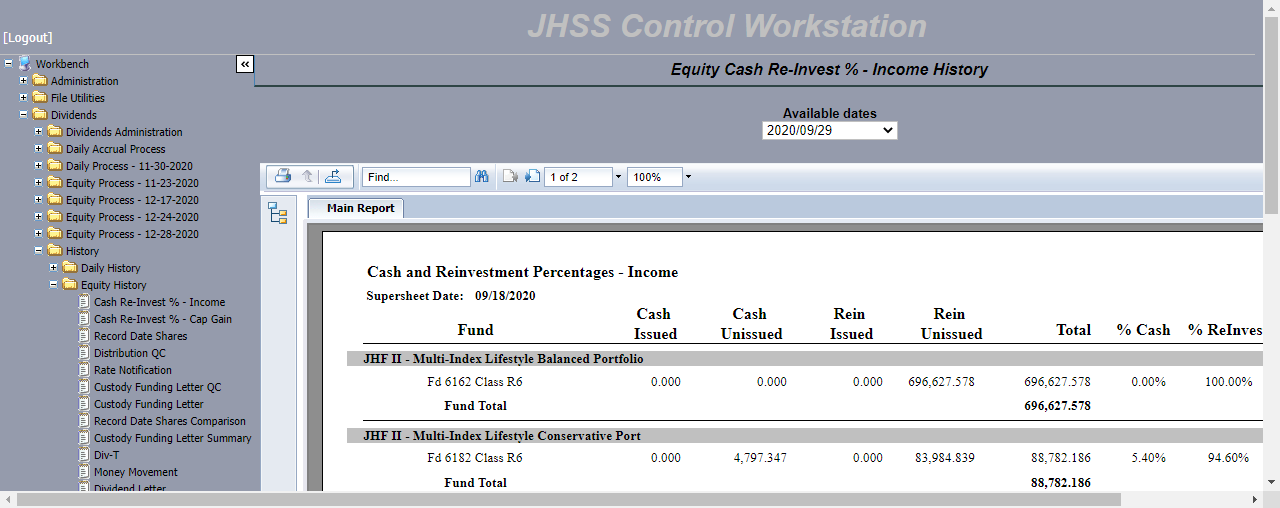 JHSS Control Workstation
[Logout]
Workbench
Administration
File Utilities
Dividends
Dividends Administration
Daily Accrual Process
Daily Process - 11-30-2020
Equity Process - 11-23-2020
Equity Process - 12-17-2020
Equity Process - 12-24-2020
Equity Process - 12-28-2020
History
Daily History
Equity History
Cash Re-Invest % - Income
Cash Re-Invest % - Cap Gain
Record Date Shares
Distribution QC
Rate Notification
Custody Funding Letter QC
Custody Funding Letter
Record Date Shares Comparison
Custody Funding Letter Summary
Div-T
Money Movement
Dividend Letter
«
Equity Cash Re-Invest % - Income History
Available dates
2020/09/29
Find... 1 of 2 100%
Main Report
Cash and Reinvestment Percentages - Income
Supersheet Date: 09/18/2020
Cash Cash Rein Rein
Fund Issued Unissued Issued Unissued Total % Cash % ReInves
JHF II - Multi-Index Lifestyle Balanced Portfolio
Fd 6162 Class R6 0.000 0.000 0.000 696,627.578 696,627.578 0.00% 100.00%
Fund Total 696,627.578
JHF II - Multi-Index Lifestyle Conservative Port
Fd 6182 Class R6 0.000 4,797.347 0.000 83,984.839 88,782.186 5.40% 94.60%
Fund Total 88,782.186